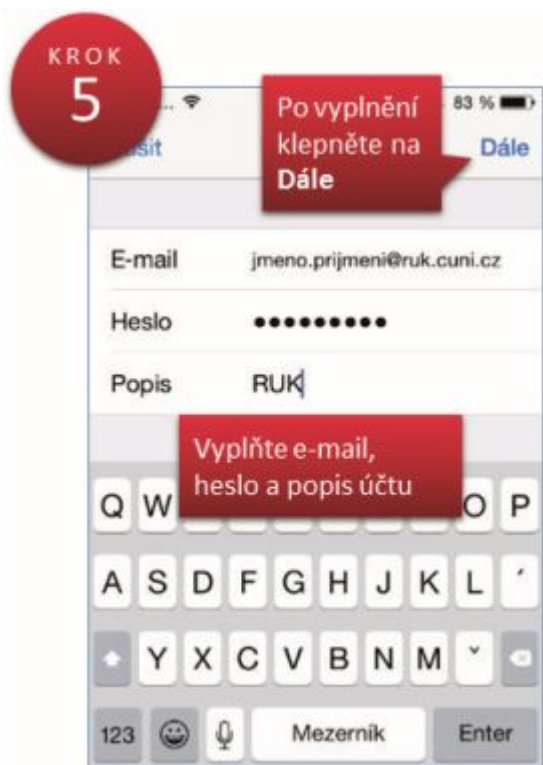 KROK
5
... 83 %
šit Dále
Po vyplnění
klepněte na
Dále
E-mail jmeno.prijmeni@ruk.cuni.cz
Heslo •••••••••
Popis RUK
Vyplňte e-mail,
heslo a popis účtu
Q W O P
A S D F G H J K L ´
Y X C V B N M ˇ
123 Mezerník Enter